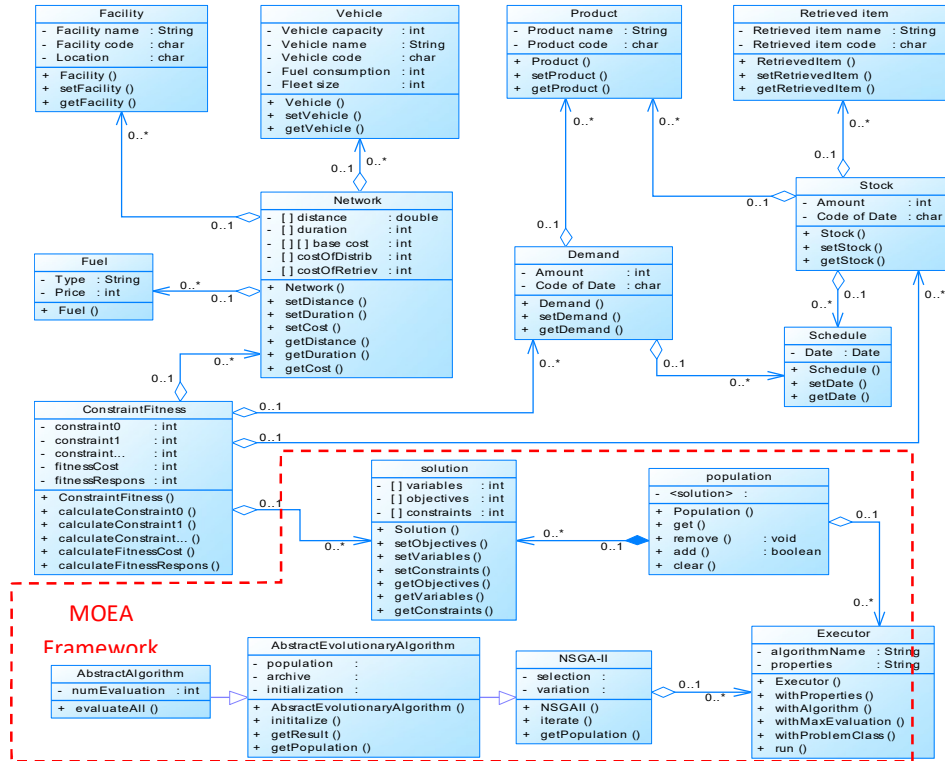 Facility
- Facility name : String
- Facility code : char
- Location : char
+ Facility ()
+ setFacility ()
+ getFacility ()
Vehicle
- Vehicle capacity : int
- Vehicle name : String
- Vehicle code : char
- Fuel consumption : int
- Fleet size : int
+ Vehicle ()
+ setVehicle ()
+ getVehicle ()
Product
- Product name : String
- Product code : char
+ Product ()
+ setProduct ()
+ getProduct ()
Retrieved item
- Retrieved item name : String
- Retrieved item code : char
+ RetrievedItem ()
+ setRetrievedItem ()
+ getRetrievedItem ()
0..*
0..*
0..*
0..*
0..*
0..1
0..1
0..1
0..1
0..1
Network
- [ ] distance : double
- [ ] duration : int
- [ ] [ ] base cost : int
- [ ] costOfDistrib : int
- [ ] costOfRetriev : int
+ Network ()
+ setDistance ()
+ setDuration ()
+ setCost ()
+ getDistance ()
+ getDuration ()
+ getCost ()
Stock
- Amount : int
- Code of Date : char
+ Stock ()
+ setStock ()
+ getStock ()
Fuel
- Type : String
- Price : int
+ Fuel ()
0..*
0..1
Demand
- Amount : int
- Code of Date : char
+ Demand ()
+ setDemand ()
+ getDemand ()
0..1
0..*
0..*
Schedule
- Date : Date
+ Schedule ()
+ setDate ()
+ getDate ()
0..1
0..*
0..*
0..1
0..*
0..1
0..1
ConstraintFitness
- constraint0 : int
- constraint1 : int
- constraint... : int
- fitnessCost : int
- fitnessRespons : int
+ ConstraintFitness ()
+ calculateConstraint0 ()
+ calculateConstraint1 ()
+ calculateConstraint... ()
+ calculateFitnessCost ()
+ calculateFitnessRespons ()
0..1
0..*
solution
- [ ] variables : int
- [ ] objectives : int
- [ ] constraints : int
+ Solution ()
+ setObjectives ()
+ setVariables ()
+ setConstraints ()
+ getObjectives ()
+ getVariables ()
+ getConstraints ()
0..*
0..1
population
- <solution> :
+ Population ()
+ get ()
+ remove () : void
+ add () : boolean
+ clear ()
0..1
0..*
MOEA
Framework
AbstractAlgorithm
- numEvaluation : int
+ evaluateAll ()
AbstractEvolutionaryAlgorithm
- population :
- archive :
- initialization :
+ AbsractEvolutionaryAlgorithm ()
+ inititalize ()
+ getResult ()
+ getPopulation ()
NSGA-II
- selection :
- variation :
+ NSGAII ()
+ iterate ()
+ getPopulation ()
0..1
0..*
Executor
- algorithmName : String
- properties : String
+ Executor ()
+ withProperties ()
+ withAlgorithm ()
+ withMaxEvaluation ()
+ withProblemClass ()
+ run ()